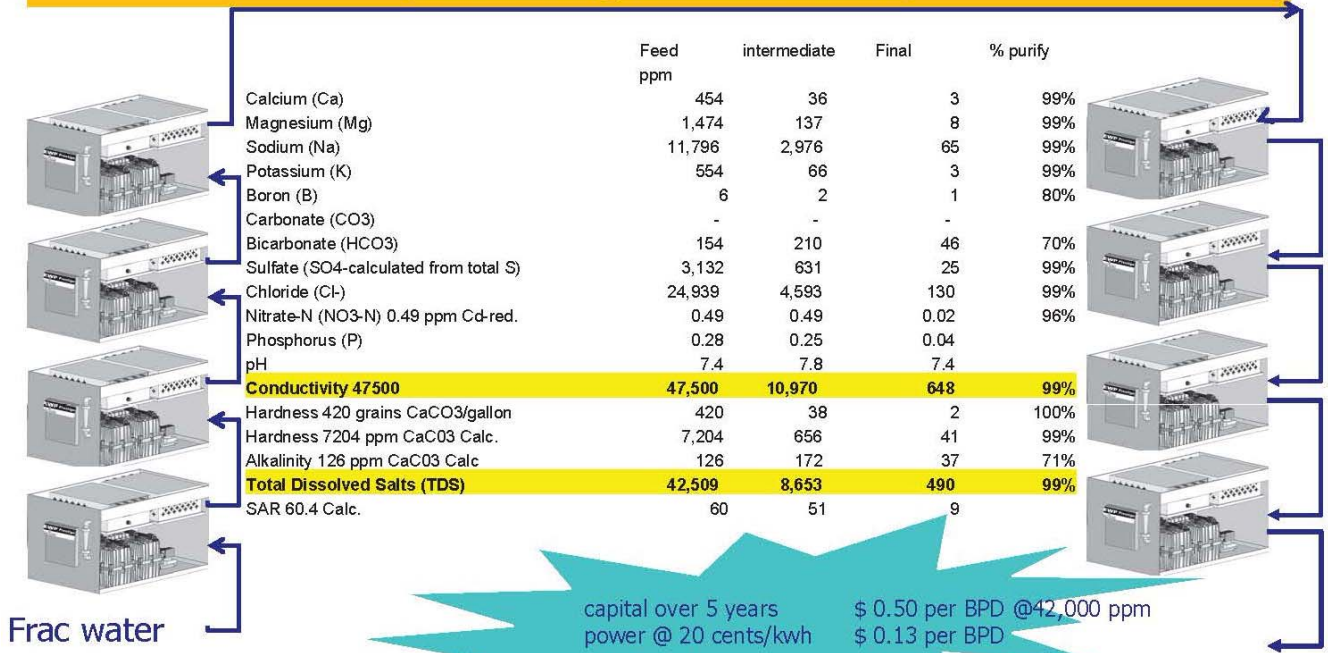 Feed intermediate Final % purify
ppm
Calcium (Ca) 454 36 3 99%
Magnesium (Mg) 1,474 137 8 99%
Sodium (Na) 11,796 2,976 65 99%
Potassium (K) 554 66 3 99%
Boron (B) 6 2 1 80%
Carbonate (CO3) - - -
Bicarbonate (HCO3) 154 210 46 70%
Sulfate (SO4-calculated from total S) 3,132 631 25 99%
Chloride (Cl-) 24,939 4,593 130 99%
Nitrate-N (NO3-N) 0.49 ppm Cd-red. 0.49 0.49 0.02 96%
Phosphorus (P) 0.28 0.25 0.04
pH 7.4 7.8 7.4
Conductivity 47500 47,500 10,970 648 99%
Hardness 420 grains CaCO3/gallon 420 38 2 100%
Hardness 7204 ppm CaC03 Calc. 7,204 656 41 99%
Alkalinity 126 ppm CaC03 Calc 126 172 37 71%
Total Dissolved Salts (TDS) 42,509 8,653 490 99%
SAR 60.4 Calc. 60 51 9
capital over 5 years $ 0.50 per BPD @42,000 ppm
power @ 20 cents/kwh $ 0.13 per BPD
Frac water